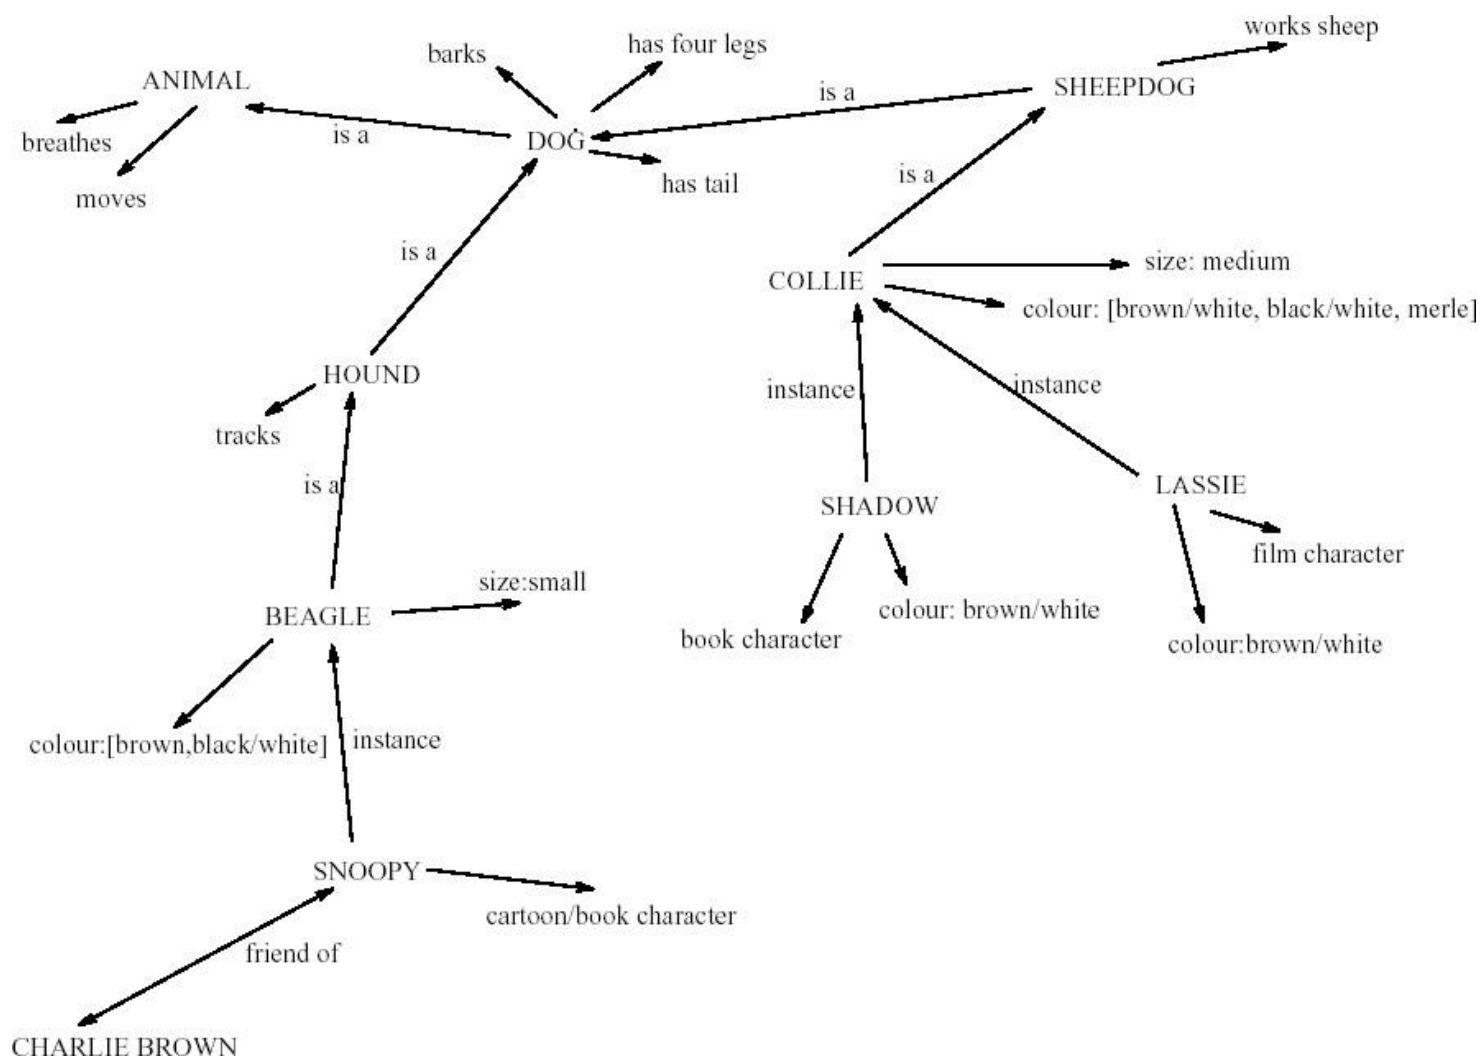 works sheep
has four legs
barks
ANIMAL
SHEEPDOG
is a
is a
breathes
DOG
has tail
is a
moves
is a
size: medium
COLLIE
colour: [brown/white, black/white, merle]
HOUND
instance
instance
tracks
is a
LASSIE
SHADOW
film character
size:small
colour: brown/white
BEAGLE
book character
colour:brown/white
colour:[brown,black/white]
instance
SNOOPY
cartoon/book character
friend of
CHARLIE BROWN